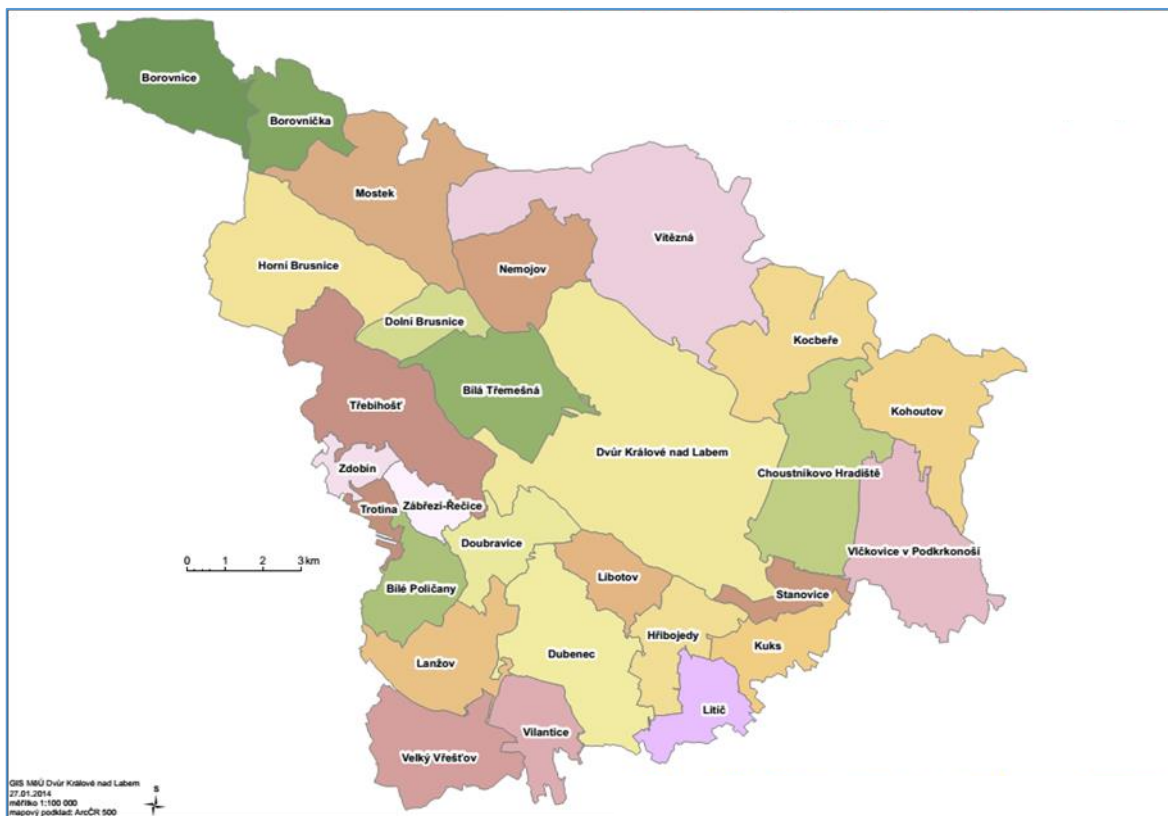 Borovnice
Borovnička
Mostek
Vítězná
Horní Brusnice
Nemojov
Dolní Brusnice
Kocbeře
Bílá Třemešná
Třebihošť
Kohoutov
Dvůr Králové nad Labem
Zdobín
Choustníkovo Hradiště
Zábřezí-Řečice
Trotina
Doubravice
Vlčkovice v Podkrkonoší
0 1 2 3 km
Libotov
Bílé Poličany
Stanovice
Hřibojedy
Kuks
Dubenec
Lanžov
Litíč
Vilantice
Velký Vřešťov
GIS MěÚ Dvůr Králové nad Labem
27.01.2014
S
měřítko 1:100 000
mapový podklad: ArcČR 500